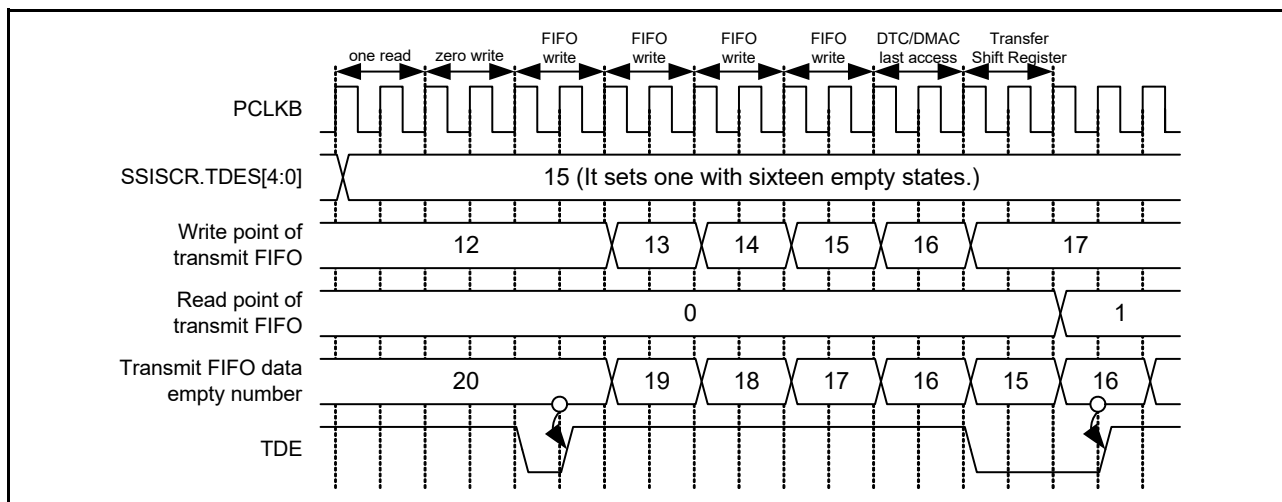 one read
zero write
FIFO
write
FIFO
write
FIFO
write
FIFO
write
DTC/DMAC
last access
Transfer
Shift Register
PCLKB
SSISCR.TDES[4:0]
15 (It sets one with sixteen empty states.)
Write point of
transmit FIFO
12
13
14
15
16
17
Read point of
transmit FIFO
0
1
Transmit FIFO data
empty number
20
19
18
17
16
15
16
TDE